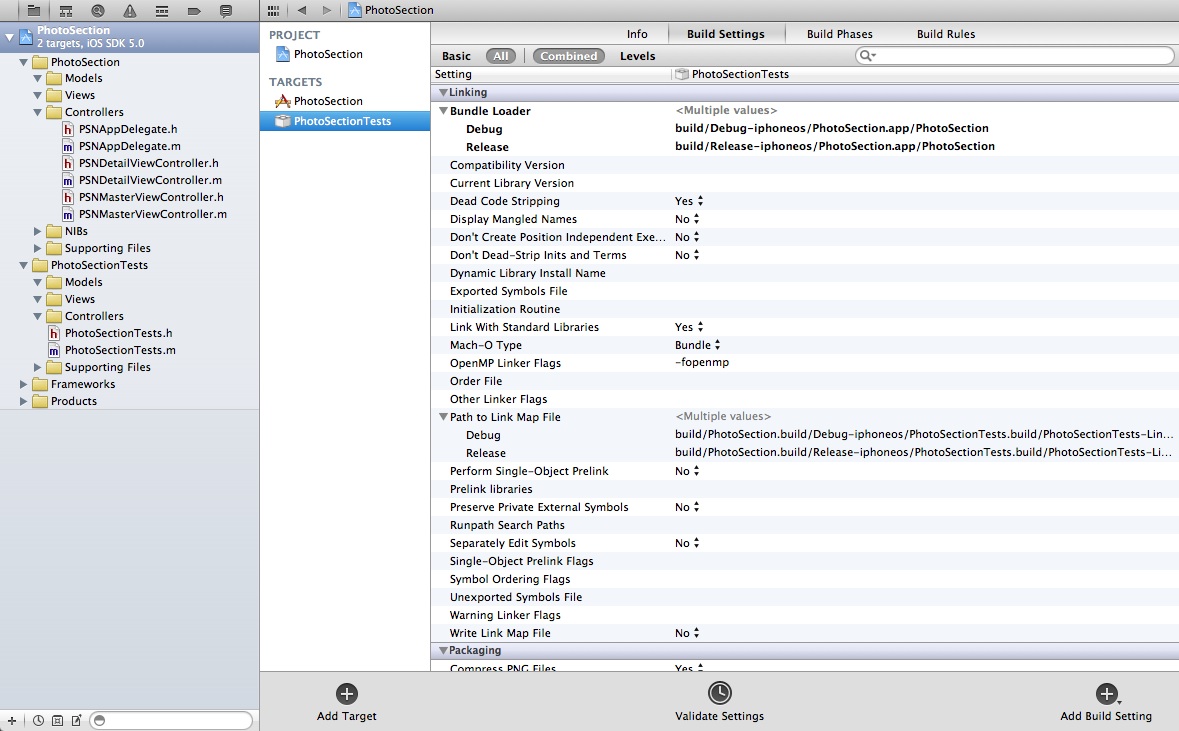 PhotoSection
PhotoSection
2 targets, iOS SDK 5.0
PhotoSection
Models
Views
Controllers
h PSNAppDelegate.h
m PSNAppDelegate.m
h PSNDetailViewController.h
m PSNDetailViewController.m
h PSNMasterViewController.h
m PSNMasterViewController.m
NIBs
Supporting Files
PhotoSectionTests
Models
Views
Controllers
h PhotoSectionTests.h
m PhotoSectionTests.m
Supporting Files
Frameworks
Products
PROJECT
PhotoSection
TARGETS
PhotoSection
PhotoSectionTests
Info Build Settings Build Phases Build Rules
Basic All Combined Levels
Setting PhotoSectionTests
Linking
Bundle Loader <Multiple values>
Debug build/Debug-iphoneos/PhotoSection.app/PhotoSection
Release build/Release-iphoneos/PhotoSection.app/PhotoSection
Compatibility Version
Current Library Version
Dead Code Stripping Yes
Display Mangled Names No
Don't Create Position Independent Exe... No
Don't Dead-Strip Inits and Terms No
Dynamic Library Install Name
Exported Symbols File
Initialization Routine
Link With Standard Libraries Yes
Mach-O Type Bundle
OpenMP Linker Flags -fopenmp
Order File
Other Linker Flags
Path to Link Map File <Multiple values>
Debug build/PhotoSection.build/Debug-iphoneos/PhotoSectionTests.build/PhotoSectionTests-Lin...
Release build/PhotoSection.build/Release-iphoneos/PhotoSectionTests.build/PhotoSectionTests-Li...
Perform Single-Object Prelink No
Prelink libraries
Preserve Private External Symbols No
Runpath Search Paths
Separately Edit Symbols No
Single-Object Prelink Flags
Symbol Ordering Flags
Unexported Symbols File
Warning Linker Flags
Write Link Map File No
Packaging
Compress PNG Files Yes
Add Target Validate Settings Add Build Setting